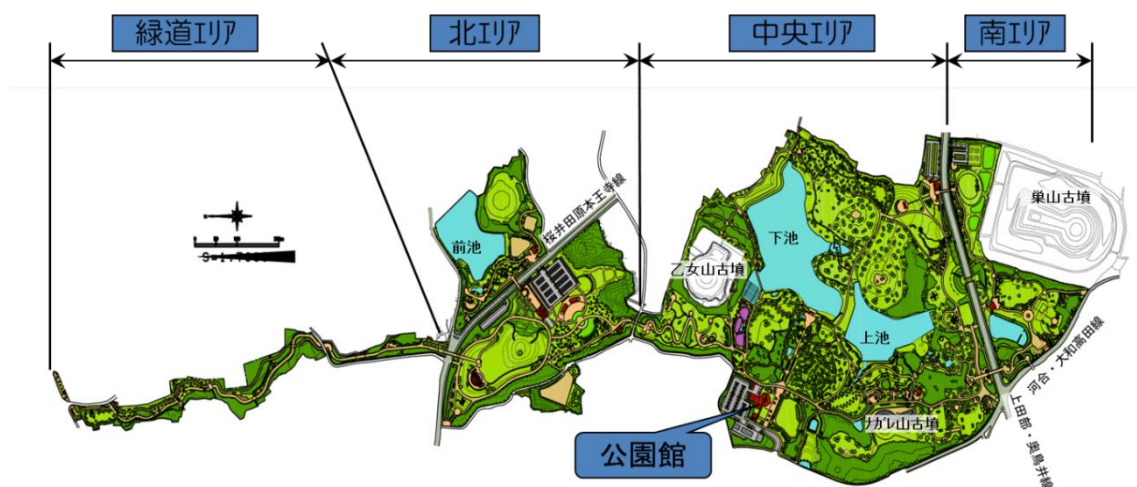 緑道エリア
北エリア
中央エリア
南エリア
巣山古墳
桜井田原本王寺線
前池
下池
乙女山古墳
上池
河合・大和高田線
ナガレ山古墳
上田部・奥鳥井線
公園館